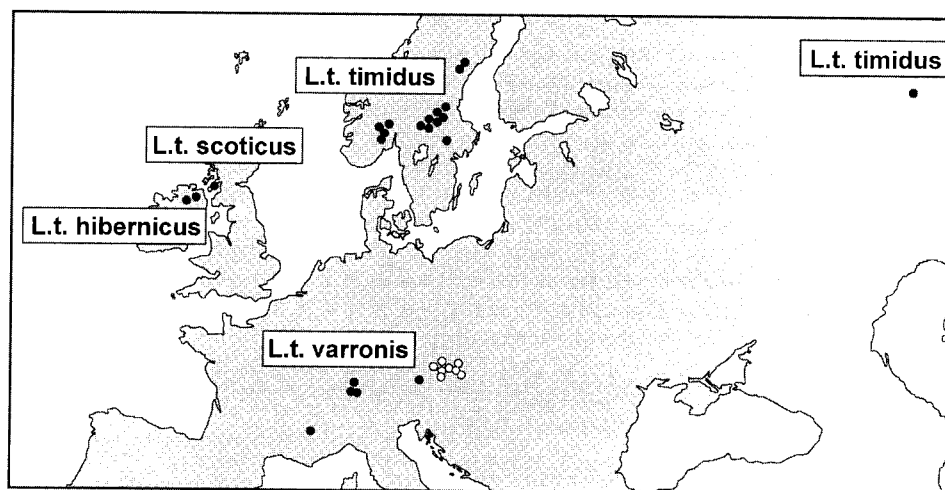 L.t. timidus
L.t. timidus
L.t. scoticus
L.t. hibernicus
L.t. varronis